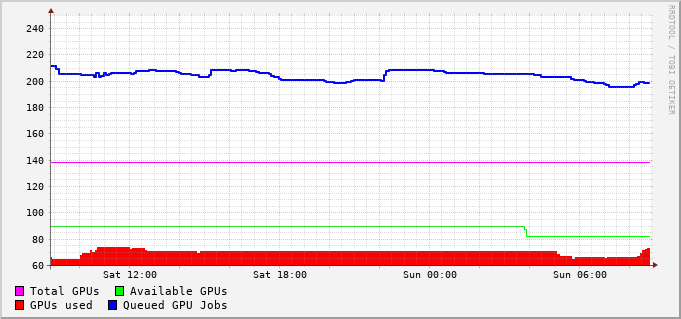 240
220
200
180
160
140
120
100
80
60
Sat 12:00 Sat 18:00 Sun 00:00 Sun 06:00
Total GPUs Available GPUs
GPUs used Queued GPU Jobs
RRDTOOL / TOBI OETIKER